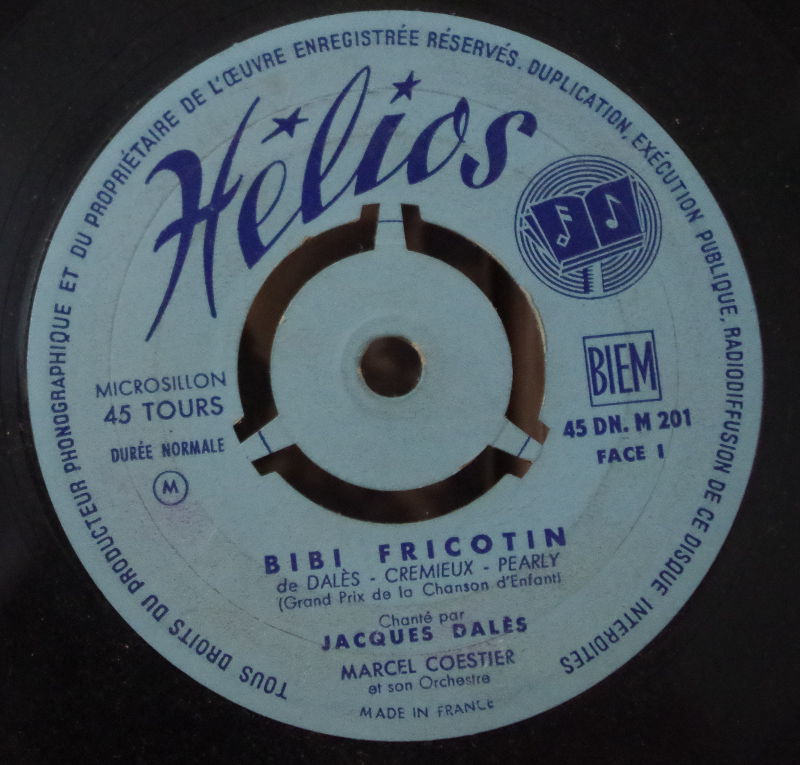 TOUS DROITS DU PRODUCTEUR PHONOGRAPHIQUE ET DU PROPRIÉTAIRE DE L'ŒUVRE ENREGISTRÉE RÉSERVÉS. DUPLICATION, EXÉCUTION PUBLIQUE, RADIODIFFUSION DE CE DISQUE INTERDITES
Hélios
BIEM
MICROSILLON
45 TOURS
DURÉE NORMALE
M
45 DN. M 201
FACE I
BIBI FRICOTIN
de DALÈS - CREMIEUX - PEARLY
(Grand Prix de la Chanson d'Enfant)
Chanté par
JACQUES DALÈS
MARCEL COESTIER
et son Orchestre
MADE IN FRANCE